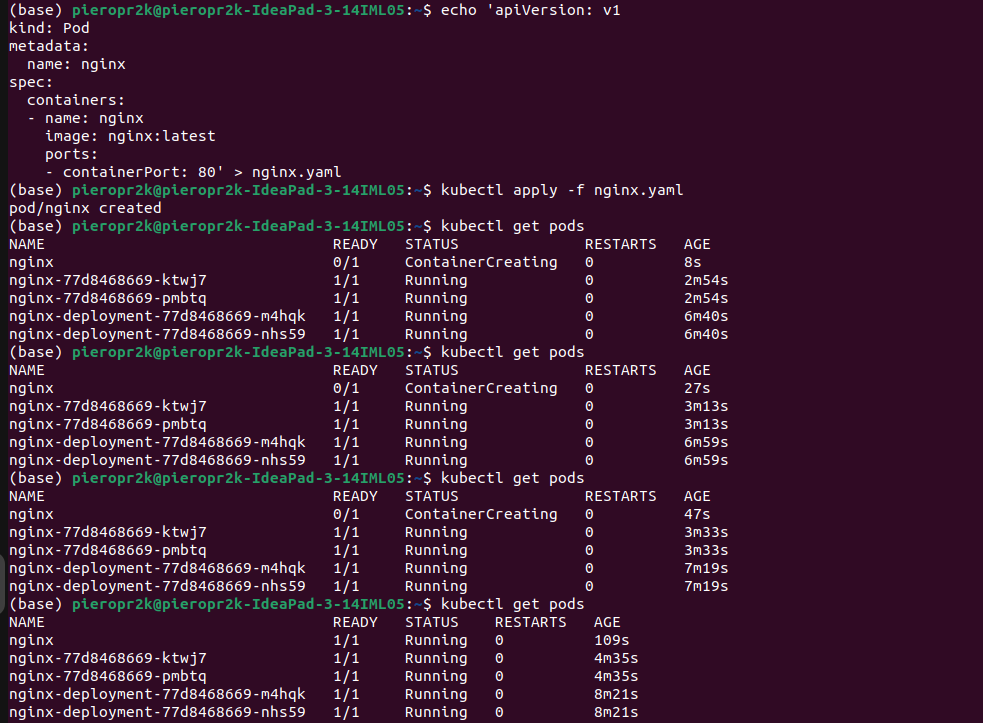 (base) pieropr2k@pieropr2k-IdeaPad-3-14IML05:~$ echo 'apiVersion: v1
kind: Pod
metadata:
  name: nginx
spec:
  containers:
  - name: nginx
    image: nginx:latest
    ports:
    - containerPort: 80' > nginx.yaml
(base) pieropr2k@pieropr2k-IdeaPad-3-14IML05:~$ kubectl apply -f nginx.yaml
pod/nginx created
(base) pieropr2k@pieropr2k-IdeaPad-3-14IML05:~$ kubectl get pods
NAME                                READY   STATUS              RESTARTS   AGE
nginx                               0/1     ContainerCreating   0          8s
nginx-77d8468669-ktwj7              1/1     Running             0          2m54s
nginx-77d8468669-pmbtq              1/1     Running             0          2m54s
nginx-deployment-77d8468669-m4hqk   1/1     Running             0          6m40s
nginx-deployment-77d8468669-nhs59   1/1     Running             0          6m40s
(base) pieropr2k@pieropr2k-IdeaPad-3-14IML05:~$ kubectl get pods
NAME                                READY   STATUS              RESTARTS   AGE
nginx                               0/1     ContainerCreating   0          27s
nginx-77d8468669-ktwj7              1/1     Running             0          3m13s
nginx-77d8468669-pmbtq              1/1     Running             0          3m13s
nginx-deployment-77d8468669-m4hqk   1/1     Running             0          6m59s
nginx-deployment-77d8468669-nhs59   1/1     Running             0          6m59s
(base) pieropr2k@pieropr2k-IdeaPad-3-14IML05:~$ kubectl get pods
NAME                                READY   STATUS              RESTARTS   AGE
nginx                               0/1     ContainerCreating   0          47s
nginx-77d8468669-ktwj7              1/1     Running             0          3m33s
nginx-77d8468669-pmbtq              1/1     Running             0          3m33s
nginx-deployment-77d8468669-m4hqk   1/1     Running             0          7m19s
nginx-deployment-77d8468669-nhs59   1/1     Running             0          7m19s
(base) pieropr2k@pieropr2k-IdeaPad-3-14IML05:~$ kubectl get pods
NAME                                READY   STATUS    RESTARTS   AGE
nginx                               1/1     Running   0          109s
nginx-77d8468669-ktwj7              1/1     Running   0          4m35s
nginx-77d8468669-pmbtq              1/1     Running   0          4m35s
nginx-deployment-77d8468669-m4hqk   1/1     Running   0          8m21s
nginx-deployment-77d8468669-nhs59   1/1     Running   0          8m21s